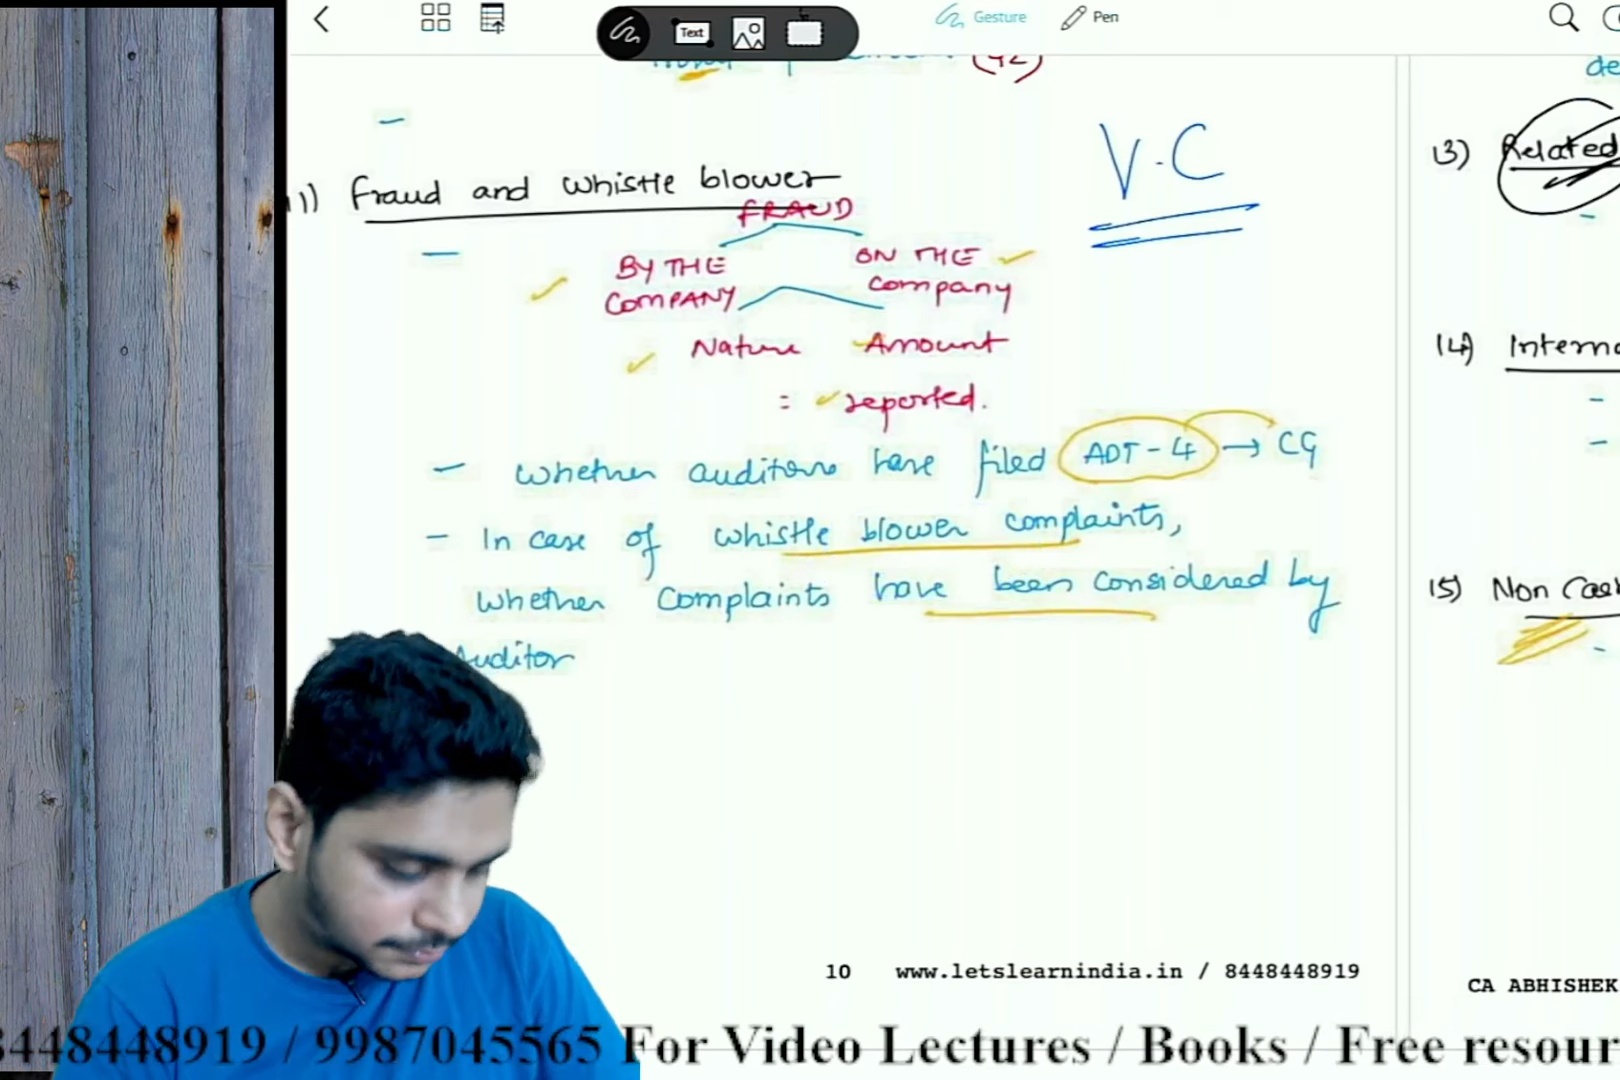 Gesture
Pen
Text
(42)
de
V.C
11) Fraud and whistle blower
FRAUD
BY THE COMPANY
ON THE Company
Nature Amount
= reported.
- whether auditors have filed ADT-4 → CG
- In case of whistle blower complaints,
whether complaints have been considered by
Auditor
13) Related
14) Interna
15) Non Cash
10 www.letslearnindia.in / 8448448919
CA ABHISHEK
8448448919 / 9987045565 For Video Lectures / Books / Free resour